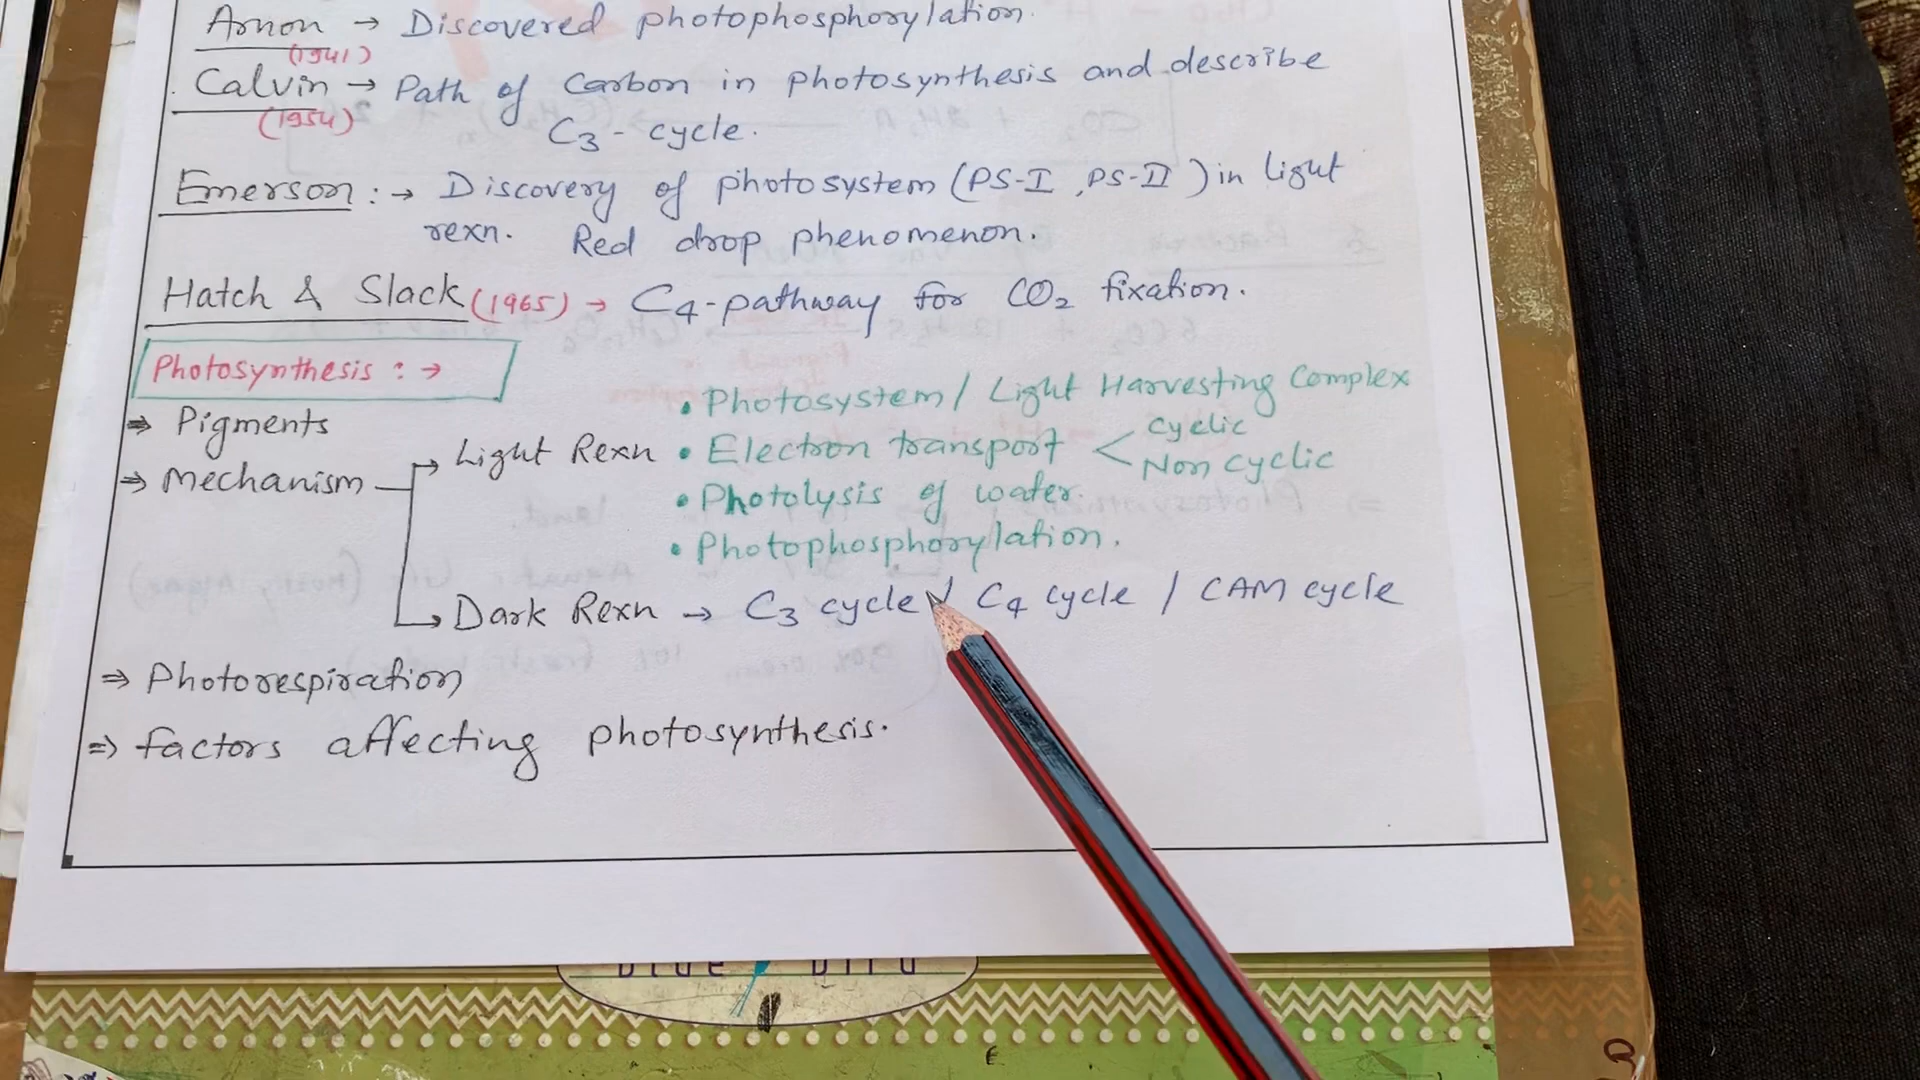 Arnon → Discovered photophosphorylation.
(1941)
Calvin → Path of Carbon in photosynthesis and describe
(1954)
C3 - cycle.
Emerson : → Discovery of photosystem (PS-I , PS-II) in light
rexn. Red drop phenomenon.
Hatch & Slack (1965) → C4-pathway for CO2 fixation.
Photosynthesis : →
⇒ Pigments
⇒ Mechanism
→ Light Rexn
• Photosystem / Light Harvesting Complex
• Electron transport < cyclic
Non cyclic
• Photolysis of water.
• Photophosphorylation.
→ Dark Rexn → C3 cycle / C4 cycle / CAM cycle
⇒ Photorespiration
⇒ factors affecting photosynthesis.